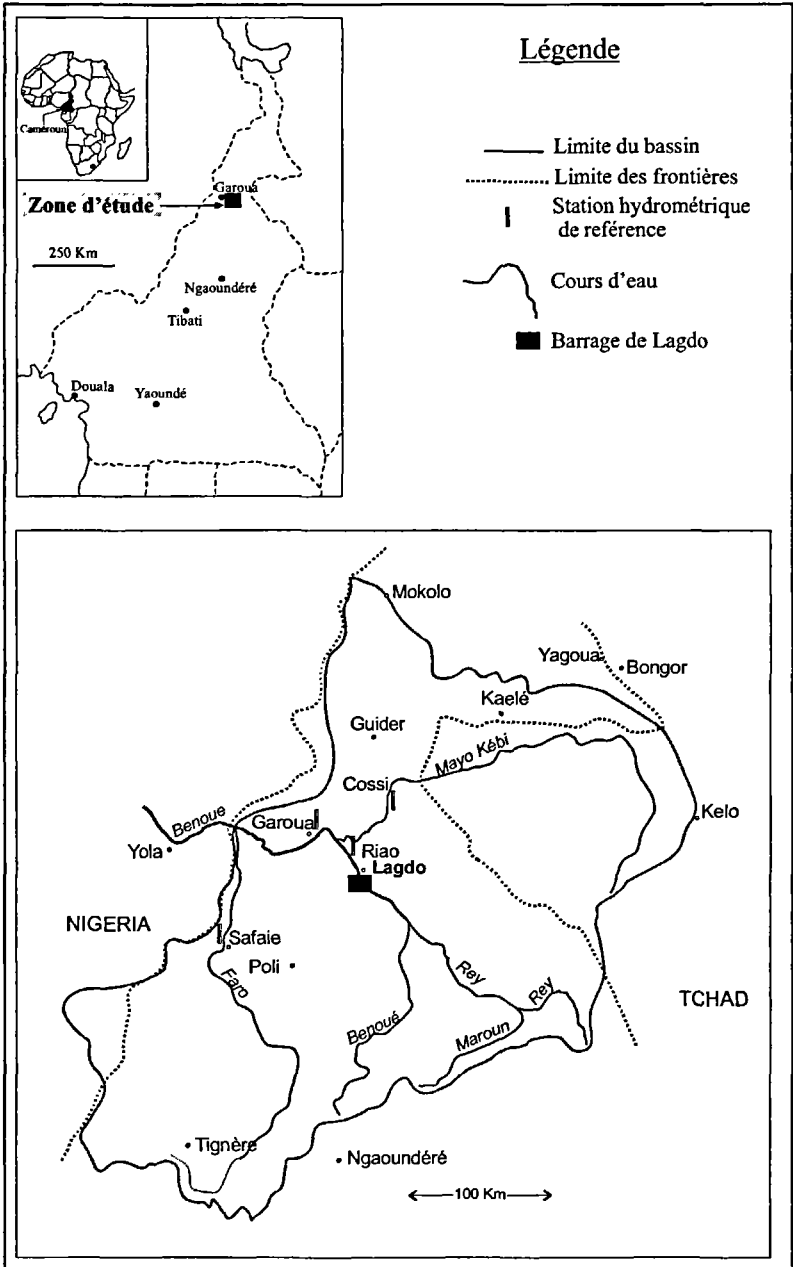 Cameroun
Garoua
Zone d'étude
250 Km
Ngaoundéré
Tibati
Douala
Yaoundé
Légende
Limite du bassin
Limite des frontières
Station hydrométrique
de reférence
Cours d'eau
Barrage de Lagdo
Mokolo
Yagoua
Bongor
Kaelé
Guider
Mayo Kébi
Cossi
Benoue
Garoua
Kelo
Yola
Riao
Lagdo
NIGERIA
Safaie
Poli
Faro
Rey
Rey
TCHAD
Benoué
Maroun
Tignère
Ngaoundéré
100 Km